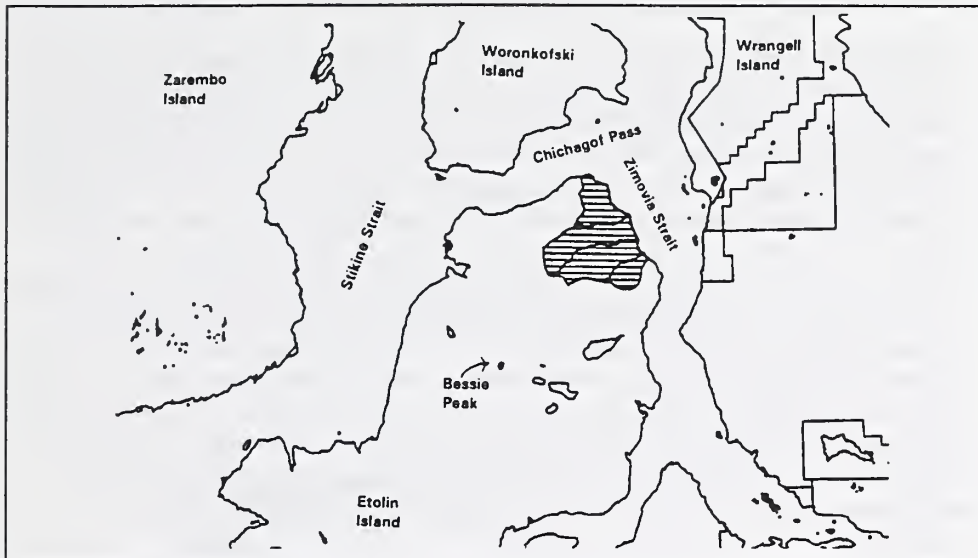 Zarembo
Island
Woronkofski
Island
Wrangell
Island
Chichagof Pass
Zimovia Strait
Stikine Strait
Bessie
Peak
Etolin
Island